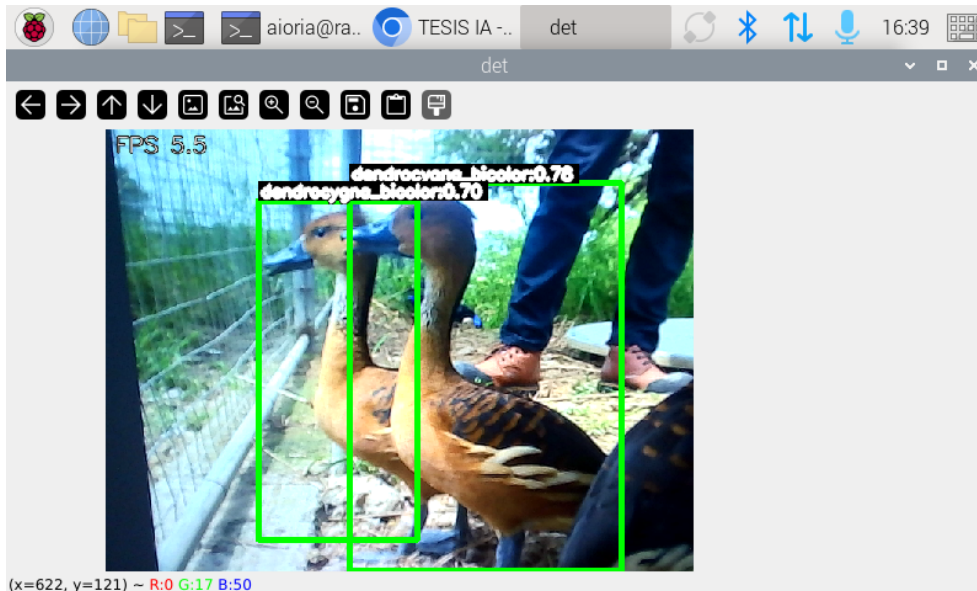 aioria@ra.. TESIS IA -.. det 16:39
det
FPS 5.5
dendrocygna_bicolor:0.76
dendrocygna_bicolor:0.70
(x=622, y=121) ~ R:0 G:17 B:50